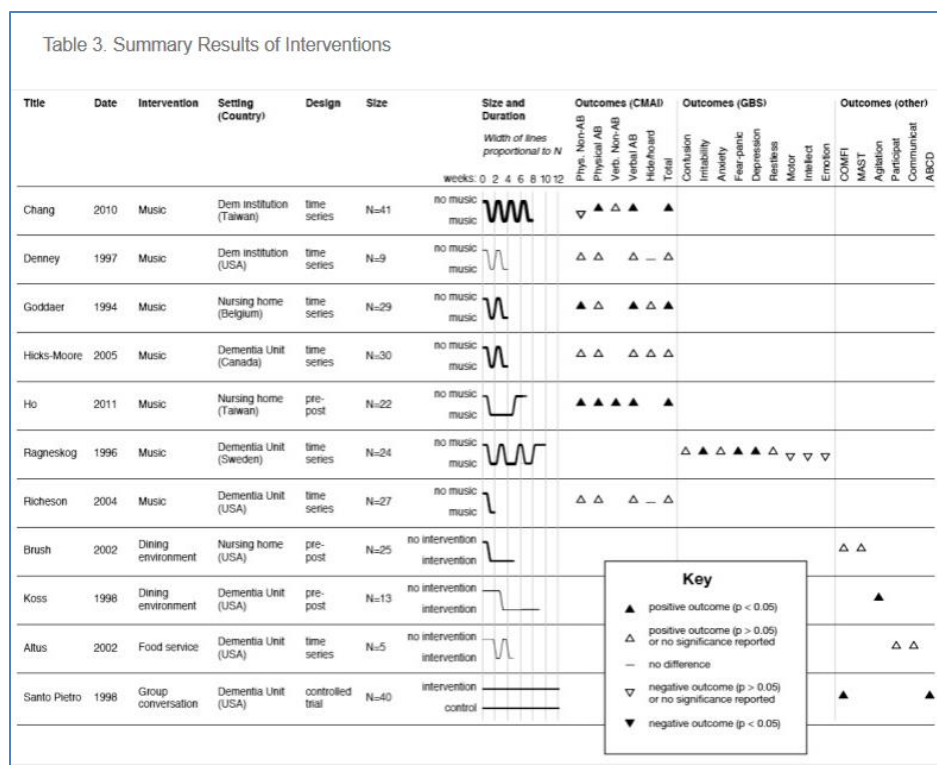 Table 3. Summary Results of Interventions
Title Date Intervention Setting (Country) Design Size Size and Duration Outcomes (CMAI) Outcomes (GBS) Outcomes (other)
Width of lines proportional to N
weeks: 0 2 4 6 8 10 12
Phys. Non-AB
Physical AB
Verb. Non-AB
Verbal AB
Hide/hoard
Total
Confusion
Irritability
Anxiety
Fear-panic
Depression
Restless
Motor
Intellect
Emotion
COMFI
MAST
Agitation
Participat
Communicat
ABCD
Chang 2010 Music Dem institution (Taiwan) time series N=41 no music
music
Denney 1997 Music Dem institution (USA) time series N=9 no music
music
Goddaer 1994 Music Nursing home (Belgium) time series N=29 no music
music
Hicks-Moore 2005 Music Dementia Unit (Canada) time series N=30 no music
music
Ho 2011 Music Nursing home (Taiwan) pre-post N=22 no music
music
Ragneskog 1996 Music Dementia Unit (Sweden) time series N=24 no music
music
Richeson 2004 Music Dementia Unit (USA) time series N=27 no music
music
Brush 2002 Dining environment Nursing home (USA) pre-post N=25 no intervention
intervention
Koss 1998 Dining environment Dementia Unit (USA) pre-post N=13 no intervention
intervention
Altus 2002 Food service Dementia Unit (USA) time series N=5 no intervention
intervention
Santo Pietro 1998 Group conversation Dementia Unit (USA) controlled trial N=40 intervention
control
Key
▲ positive outcome (p < 0.05)
△ positive outcome (p > 0.05)
or no significance reported
— no difference
▽ negative outcome (p > 0.05)
or no significance reported
▼ negative outcome (p < 0.05)